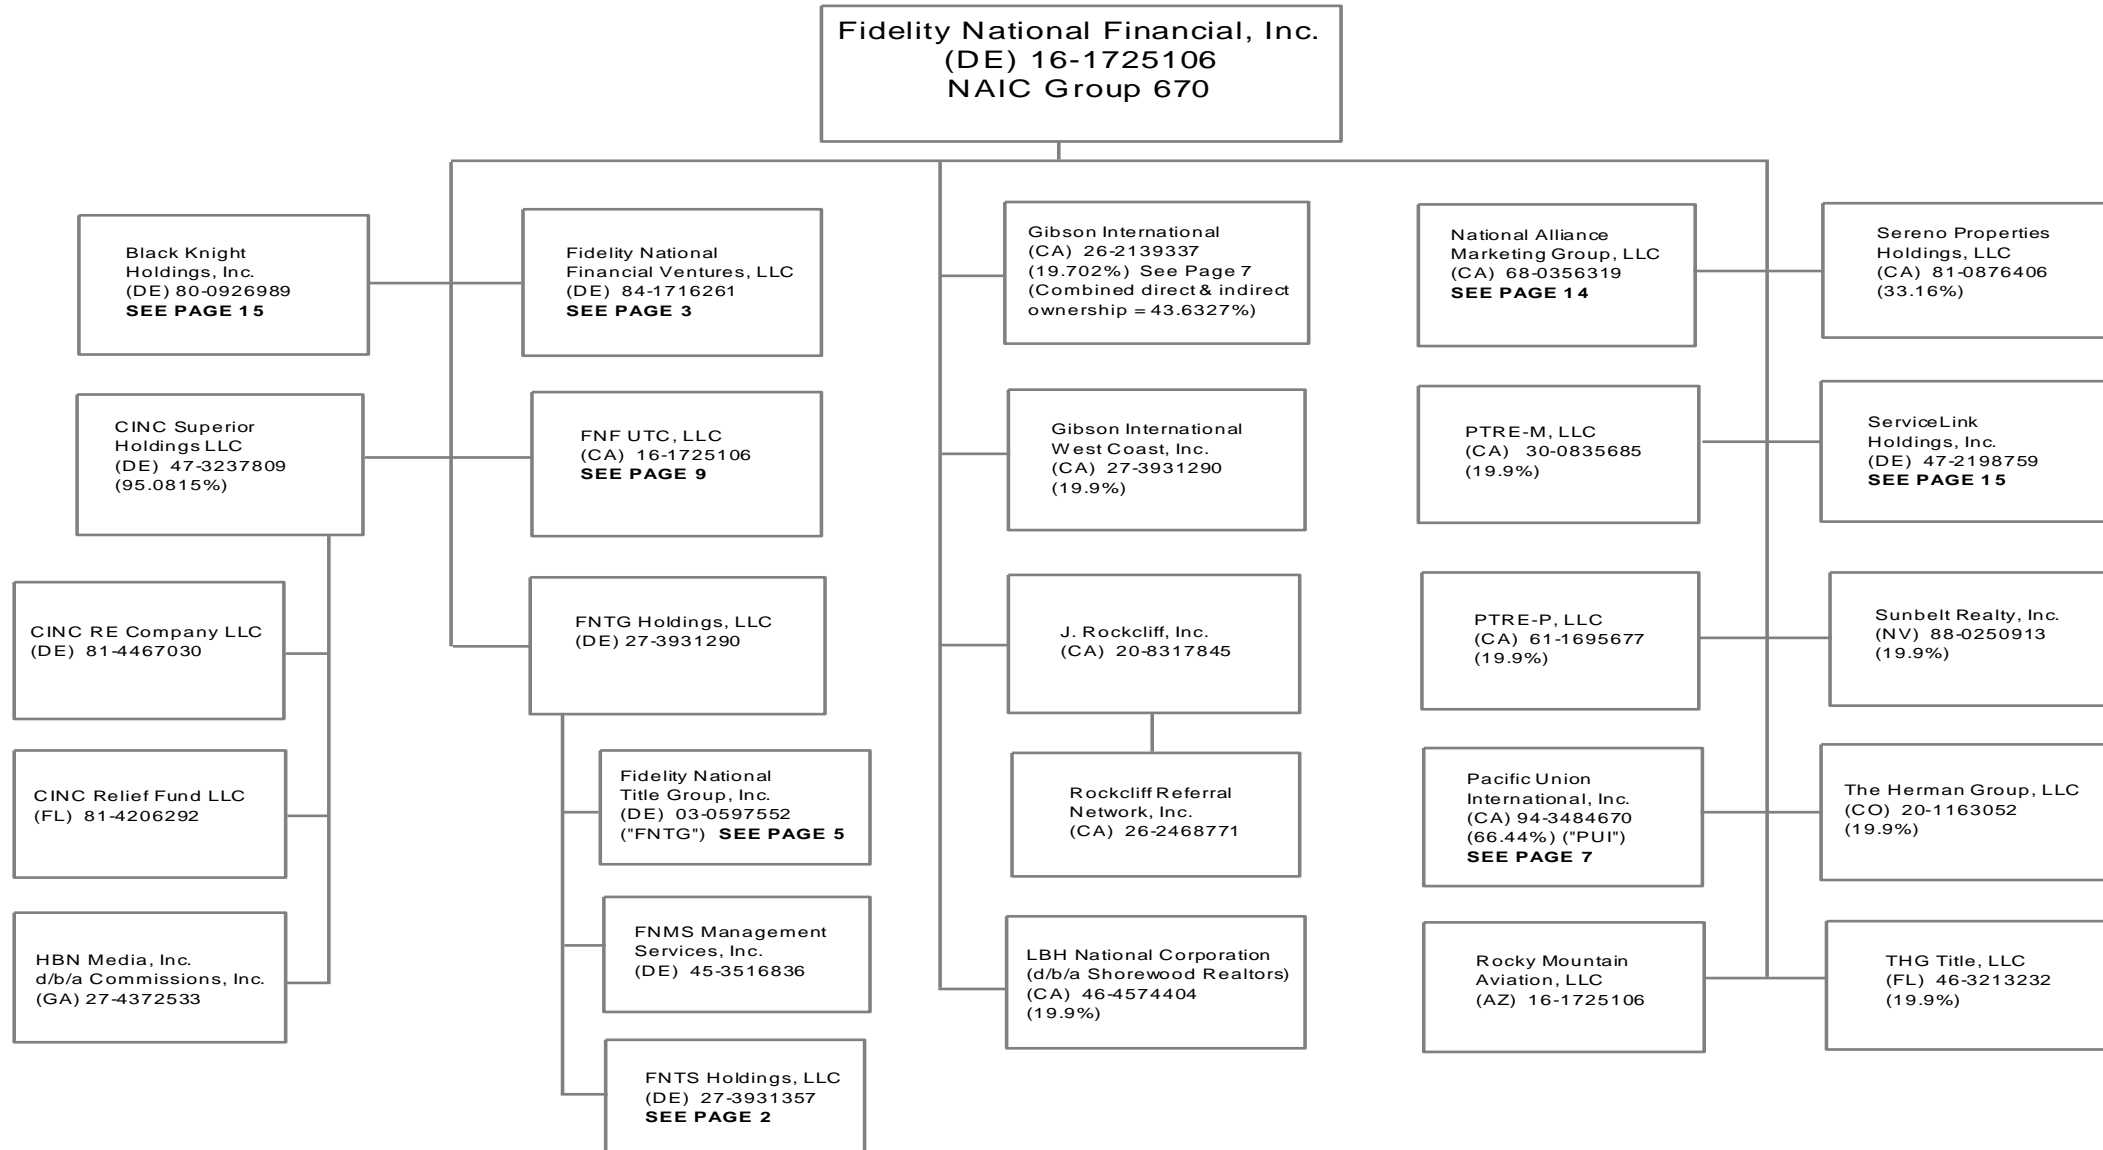 Fidelity National Financial, Inc.
(DE) 16-1725106
NAIC Group 670
Black Knight
Holdings, Inc.
(DE) 80-0926989
SEE PAGE 15
Fidelity National
Financial Ventures, LLC
(DE) 84-1716261
SEE PAGE 3
Gibson International
(CA) 26-2139337
(19.702%) See Page 7
(Combined direct & indirect
ownership = 43.6327%)
National Alliance
Marketing Group, LLC
(CA) 68-0356319
SEE PAGE 14
Sereno Properties
Holdings, LLC
(CA) 81-0876406
(33.16%)
CINC Superior
Holdings LLC
(DE) 47-3237809
(95.0815%)
FNF UTC, LLC
(CA) 16-1725106
SEE PAGE 9
Gibson International
West Coast, Inc.
(CA) 27-3931290
(19.9%)
PTRE-M, LLC
(CA) 30-0835685
(19.9%)
ServiceLink
Holdings, Inc.
(DE) 47-2198759
SEE PAGE 15
CINC RE Company LLC
(DE) 81-4467030
FNTG Holdings, LLC
(DE) 27-3931290
J. Rockcliff, Inc.
(CA) 20-8317845
PTRE-P, LLC
(CA) 61-1695677
(19.9%)
Sunbelt Realty, Inc.
(NV) 88-0250913
(19.9%)
CINC Relief Fund LLC
(FL) 81-4206292
Fidelity National
Title Group, Inc.
(DE) 03-0597552
("FNTG") SEE PAGE 5
Rockcliff Referral
Network, Inc.
(CA) 26-2468771
Pacific Union
International, Inc.
(CA) 94-3484670
(66.44%) ("PUI")
SEE PAGE 7
The Herman Group, LLC
(CO) 20-1163052
(19.9%)
HBN Media, Inc.
d/b/a Commissions, Inc.
(GA) 27-4372533
FNMS Management
Services, Inc.
(DE) 45-3516836
LBH National Corporation
(d/b/a Shorewood Realtors)
(CA) 46-4574404
(19.9%)
Rocky Mountain
Aviation, LLC
(AZ) 16-1725106
THG Title, LLC
(FL) 46-3213232
(19.9%)
FNTS Holdings, LLC
(DE) 27-3931357
SEE PAGE 2